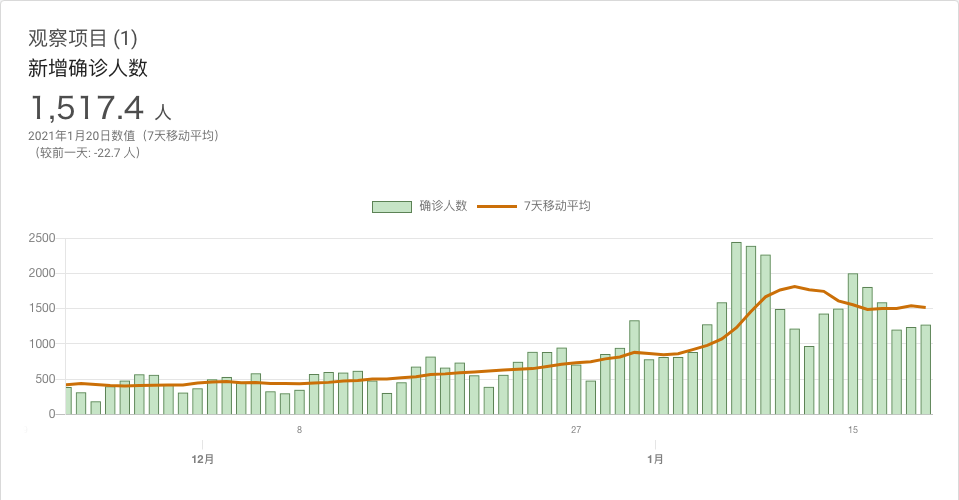 观察项目 (1)
新增确诊人数
1,517.4 人
2021年1月20日数值（7天移动平均）
（较前一天: -22.7 人）
确诊人数 7天移动平均
2500
2000
1500
1000
500
0
8 27 15
12月 1月